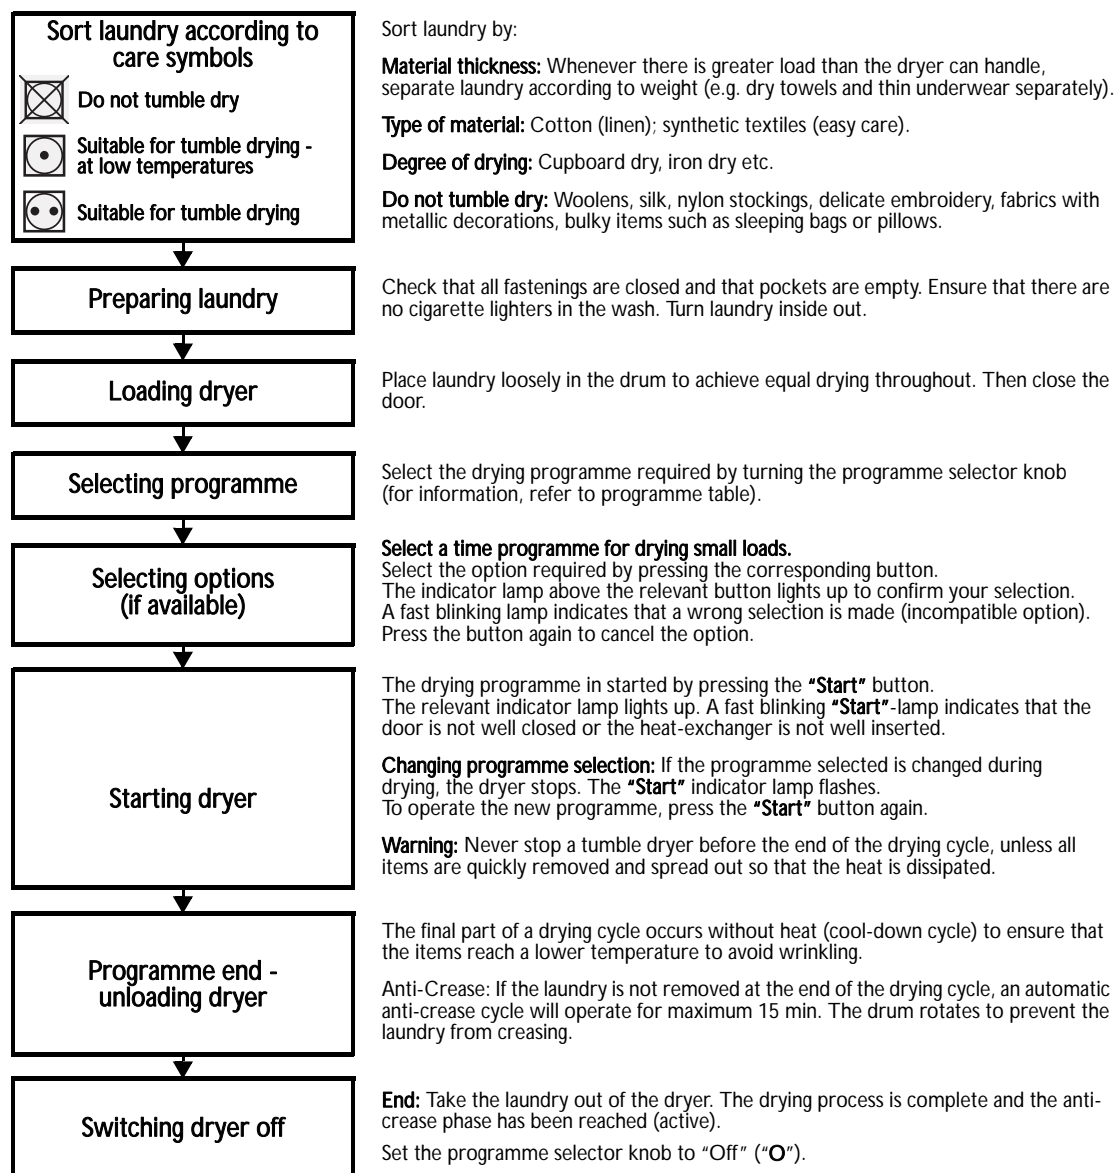 Sort laundry according to
care symbols
Do not tumble dry
Suitable for tumble drying -
at low temperatures
Suitable for tumble drying
Sort laundry by:
Material thickness: Whenever there is greater load than the dryer can handle,
separate laundry according to weight (e.g. dry towels and thin underwear separately).
Type of material: Cotton (linen); synthetic textiles (easy care).
Degree of drying: Cupboard dry, iron dry etc.
Do not tumble dry: Woolens, silk, nylon stockings, delicate embroidery, fabrics with
metallic decorations, bulky items such as sleeping bags or pillows.
Preparing laundry
Check that all fastenings are closed and that pockets are empty. Ensure that there are
no cigarette lighters in the wash. Turn laundry inside out.
Loading dryer
Place laundry loosely in the drum to achieve equal drying throughout. Then close the
door.
Selecting programme
Select the drying programme required by turning the programme selector knob
(for information, refer to programme table).
Selecting options
(if available)
Select a time programme for drying small loads.
Select the option required by pressing the corresponding button.
The indicator lamp above the relevant button lights up to confirm your selection.
A fast blinking lamp indicates that a wrong selection is made (incompatible option).
Press the button again to cancel the option.
Starting dryer
The drying programme in started by pressing the "Start" button.
The relevant indicator lamp lights up. A fast blinking "Start"-lamp indicates that the
door is not well closed or the heat-exchanger is not well inserted.
Changing programme selection: If the programme selected is changed during
drying, the dryer stops. The "Start" indicator lamp flashes.
To operate the new programme, press the "Start" button again.
Warning: Never stop a tumble dryer before the end of the drying cycle, unless all
items are quickly removed and spread out so that the heat is dissipated.
Programme end -
unloading dryer
The final part of a drying cycle occurs without heat (cool-down cycle) to ensure that
the items reach a lower temperature to avoid wrinkling.
Anti-Crease: If the laundry is not removed at the end of the drying cycle, an automatic
anti-crease cycle will operate for maximum 15 min. The drum rotates to prevent the
laundry from creasing.
Switching dryer off
End: Take the laundry out of the dryer. The drying process is complete and the anti-
crease phase has been reached (active).
Set the programme selector knob to "Off" ("O").